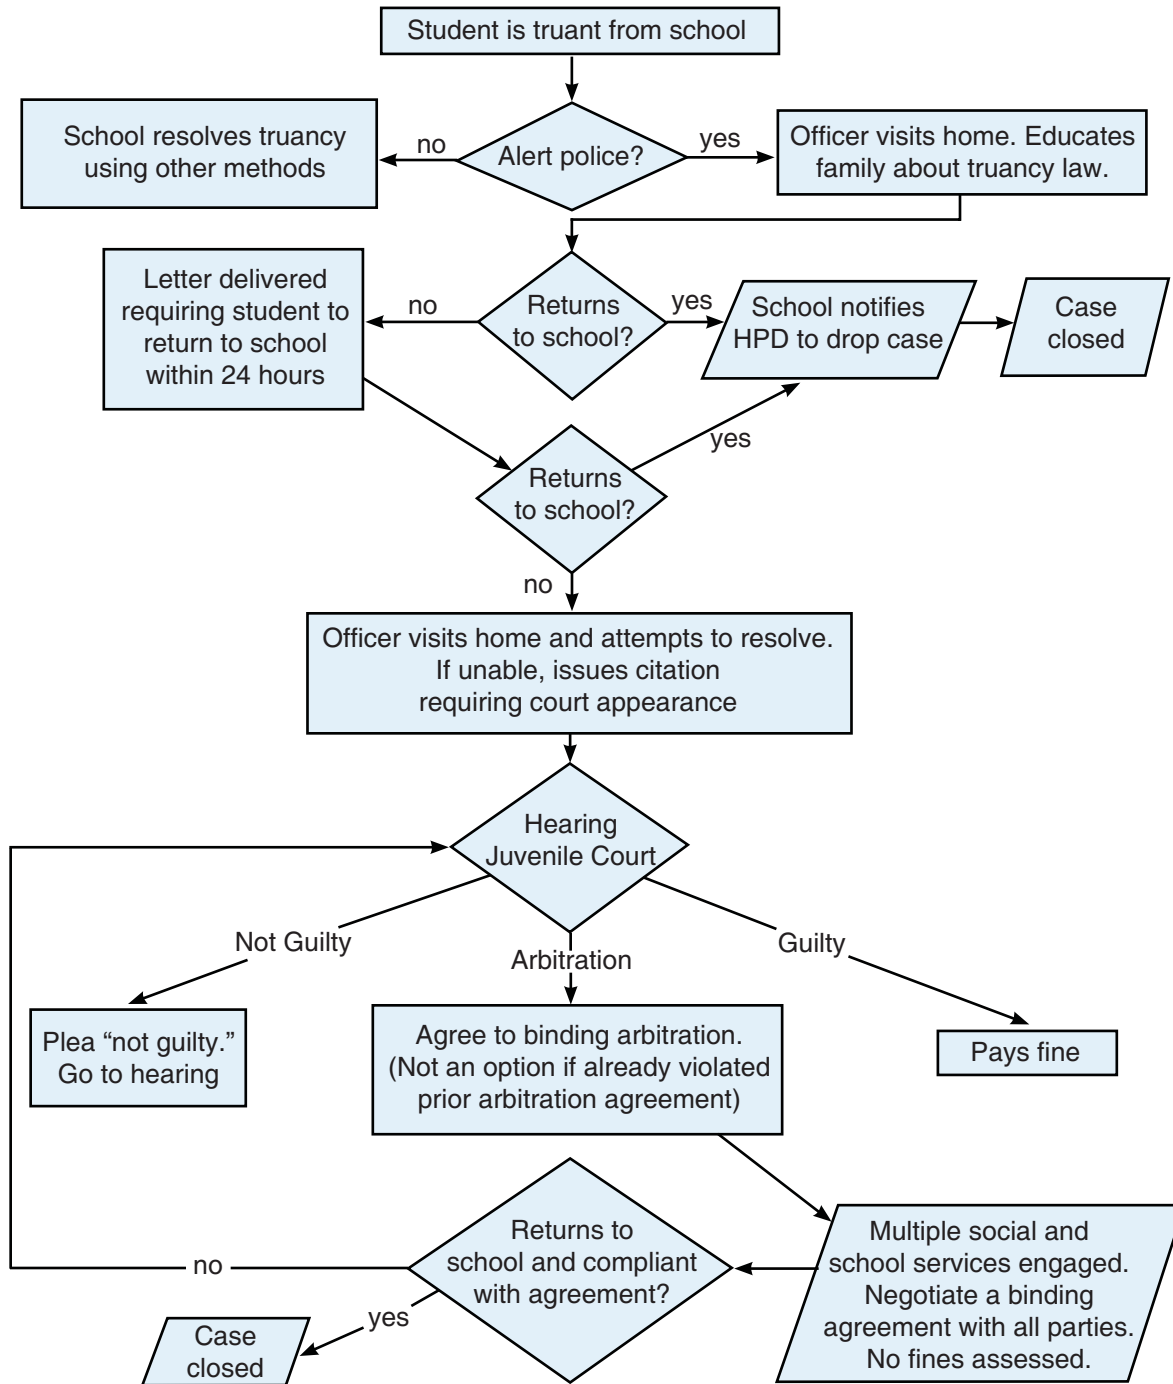 Student is truant from school
School resolves truancy
using other methods
no
Alert police?
yes
Officer visits home. Educates
family about truancy law.
Letter delivered
requiring student to
return to school
within 24 hours
no
Returns
to school?
yes
School notifies
HPD to drop case
Case
closed
Returns
to school?
yes
no
Officer visits home and attempts to resolve.
If unable, issues citation
requiring court appearance
Hearing
Juvenile Court
Not Guilty
Arbitration
Guilty
Plea “not guilty.”
Go to hearing
Agree to binding arbitration.
(Not an option if already violated
prior arbitration agreement)
Pays fine
Multiple social and
school services engaged.
Negotiate a binding
agreement with all parties.
No fines assessed.
Returns to
school and compliant
with agreement?
no
yes
Case
closed